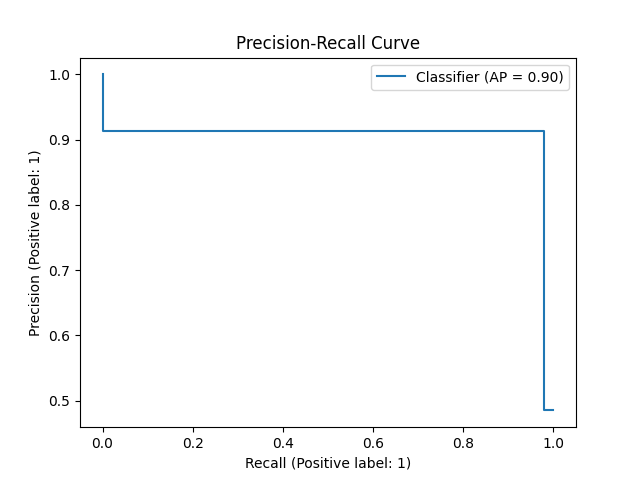 Precision-Recall Curve
Classifier (AP = 0.90)
Precision (Positive label: 1)
1.0
0.9
0.8
0.7
0.6
0.5
0.0 0.2 0.4 0.6 0.8 1.0
Recall (Positive label: 1)